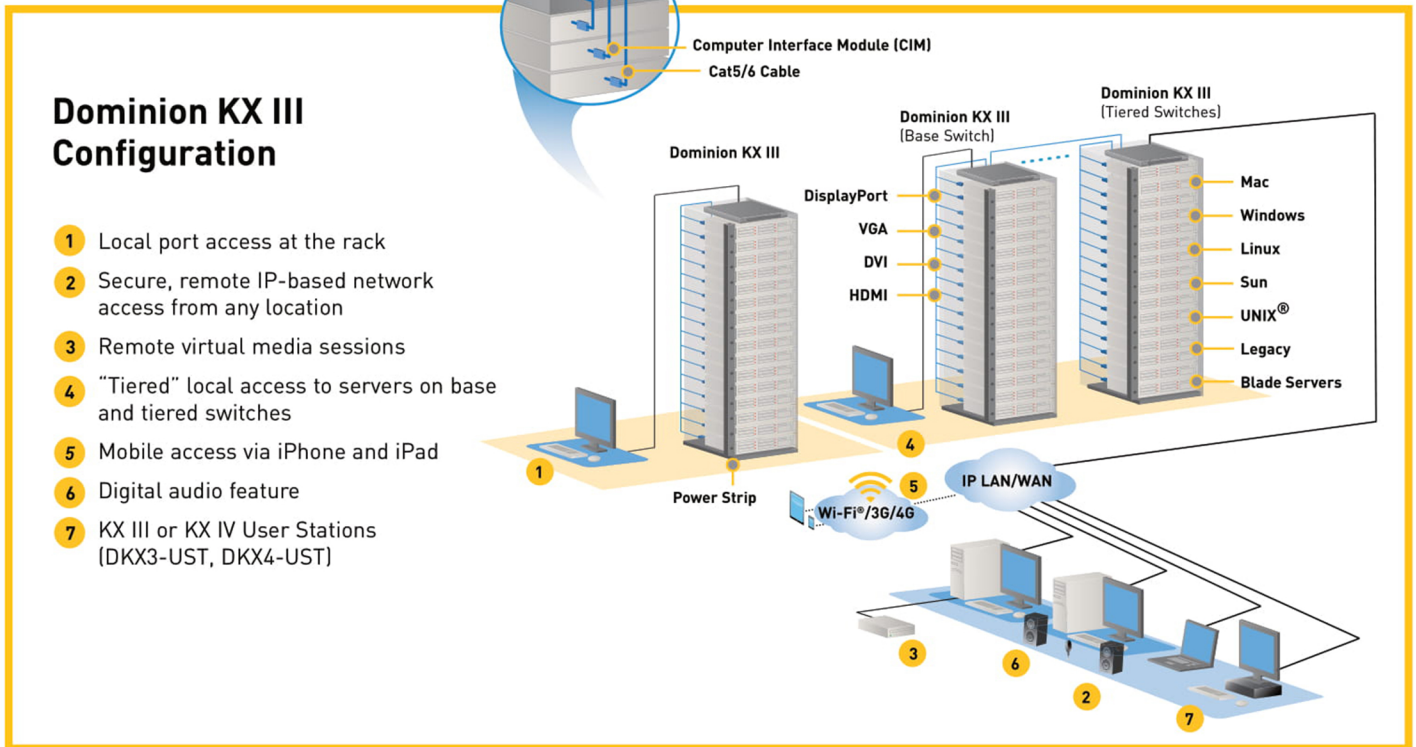 Computer Interface Module (CIM)
Cat5/6 Cable
Dominion KX III
Configuration
1 Local port access at the rack
2 Secure, remote IP-based network
access from any location
3 Remote virtual media sessions
4 “Tiered” local access to servers on base
and tiered switches
5 Mobile access via iPhone and iPad
6 Digital audio feature
7 KX III or KX IV User Stations
(DKX3-UST, DKX4-UST)
Dominion KX III
Dominion KX III
(Base Switch)
Dominion KX III
(Tiered Switches)
DisplayPort
VGA
DVI
HDMI
Mac
Windows
Linux
Sun
UNIX®
Legacy
Blade Servers
1
Power Strip
4
5
Wi-Fi®/3G/4G
IP LAN/WAN
3
6
2
7